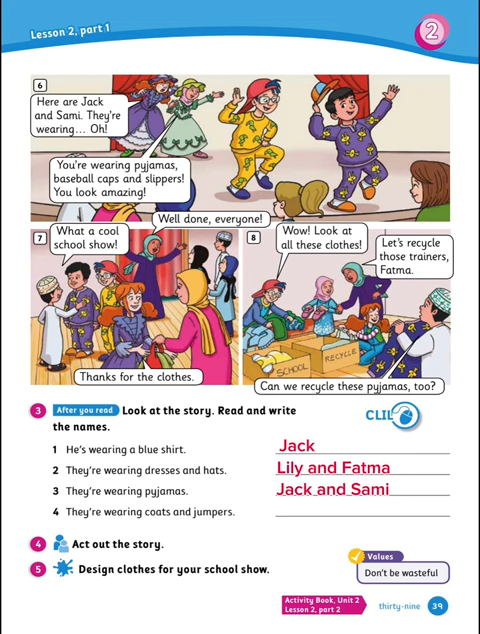 Lesson 2, part 1
2
6
Here are Jack
and Sami. They're
wearing... Oh!
You're wearing pyjamas,
baseball caps and slippers!
You look amazing!
Well done, everyone!
7
What a cool
school show!
Thanks for the clothes.
8
Wow! Look at
all these clothes!
Let's recycle
those trainers,
Fatma.
SCHOOL
RECYCLE
Can we recycle these pyjamas, too?
3 After you read Look at the story. Read and write
the names.
CLIL
1 He's wearing a blue shirt. Jack
2 They're wearing dresses and hats. Lily and Fatma
3 They're wearing pyjamas. Jack and Sami
4 They're wearing coats and jumpers.
4 Act out the story.
5 Design clothes for your school show.
Values
Don't be wasteful
Activity Book, Unit 2
Lesson 2, part 2
thirty-nine 39